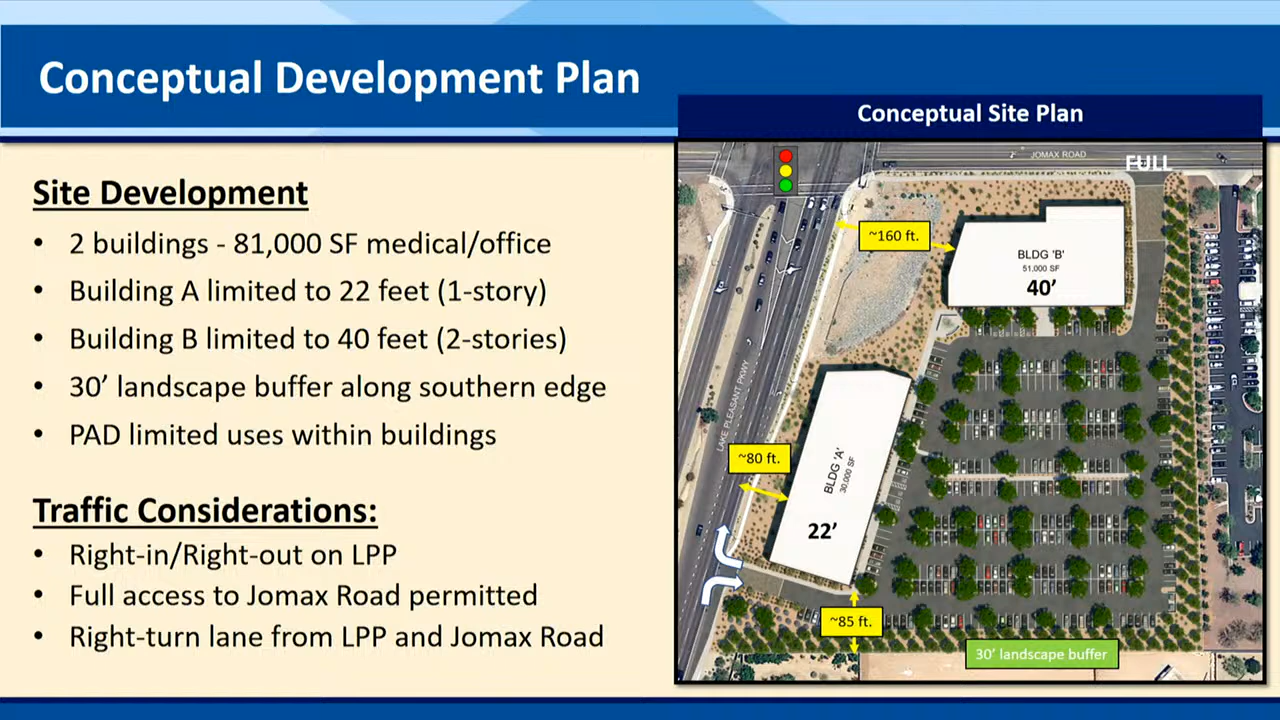 Conceptual Development Plan
Site Development
• 2 buildings - 81,000 SF medical/office
• Building A limited to 22 feet (1-story)
• Building B limited to 40 feet (2-stories)
• 30’ landscape buffer along southern edge
• PAD limited uses within buildings
Traffic Considerations:
• Right-in/Right-out on LPP
• Full access to Jomax Road permitted
• Right-turn lane from LPP and Jomax Road
Conceptual Site Plan
JOMAX ROAD
FULL
~160 ft.
BLDG 'B'
51,000 SF
40’
LAKE PLEASANT PKWY
~80 ft.
BLDG 'A'
30,000 SF
22’
~85 ft.
30’ landscape buffer